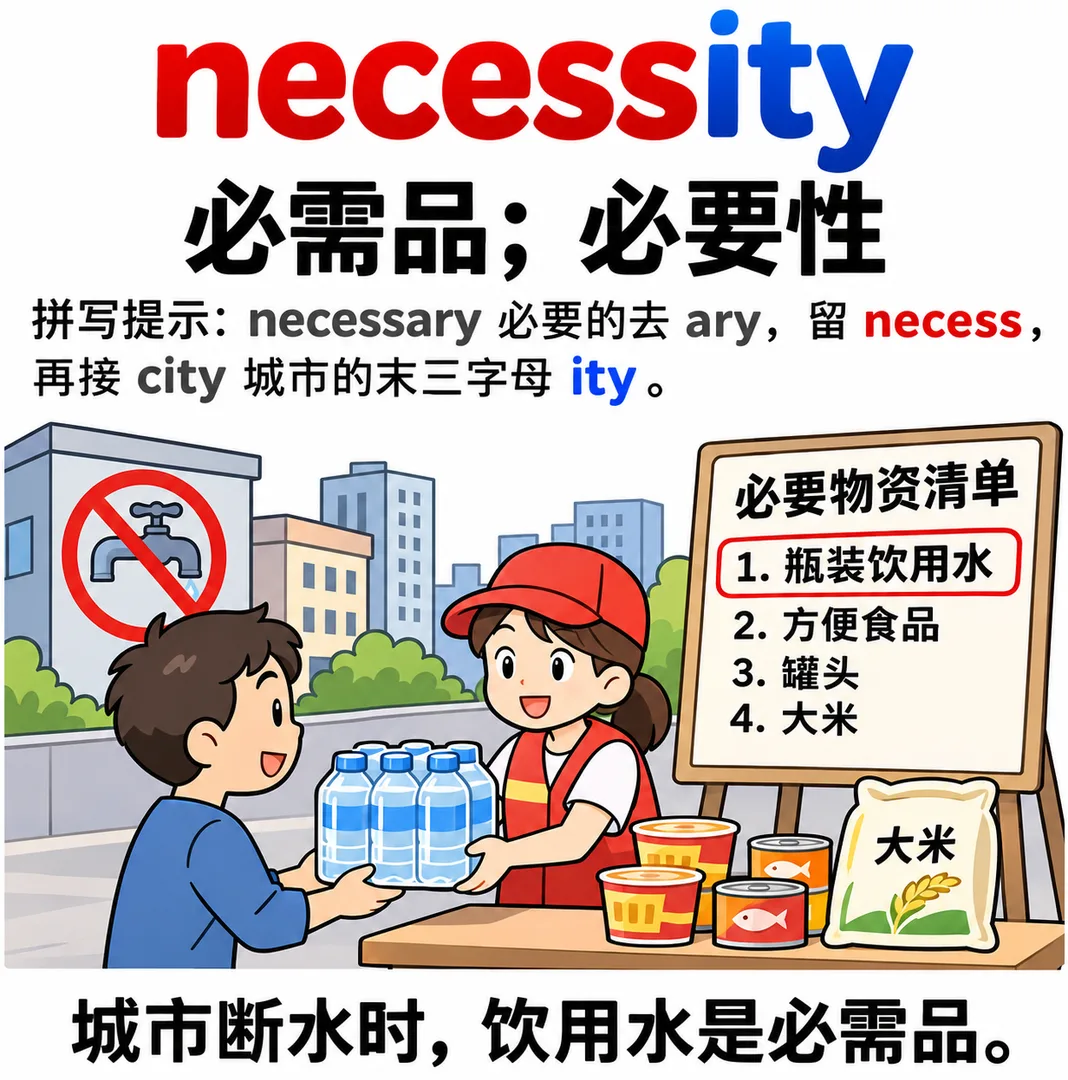 necessity
必需品；必要性
拼写提示：necessary 必要的去 ary，留 necess，
再接 city 城市的末三字母 ity。
必要物资清单
1. 瓶装饮用水
2. 方便食品
3. 罐头
4. 大米
大米
城市断水时，饮用水是必需品。